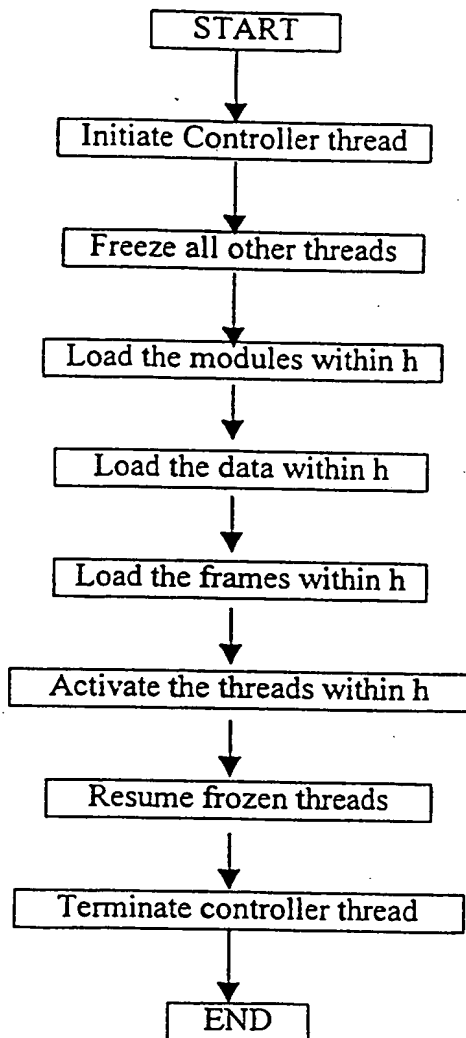 START
Initiate Controller thread
Freeze all other threads
Load the modules within h
Load the data within h
Load the frames within h
Activate the threads within h
Resume frozen threads
Terminate controller thread
END